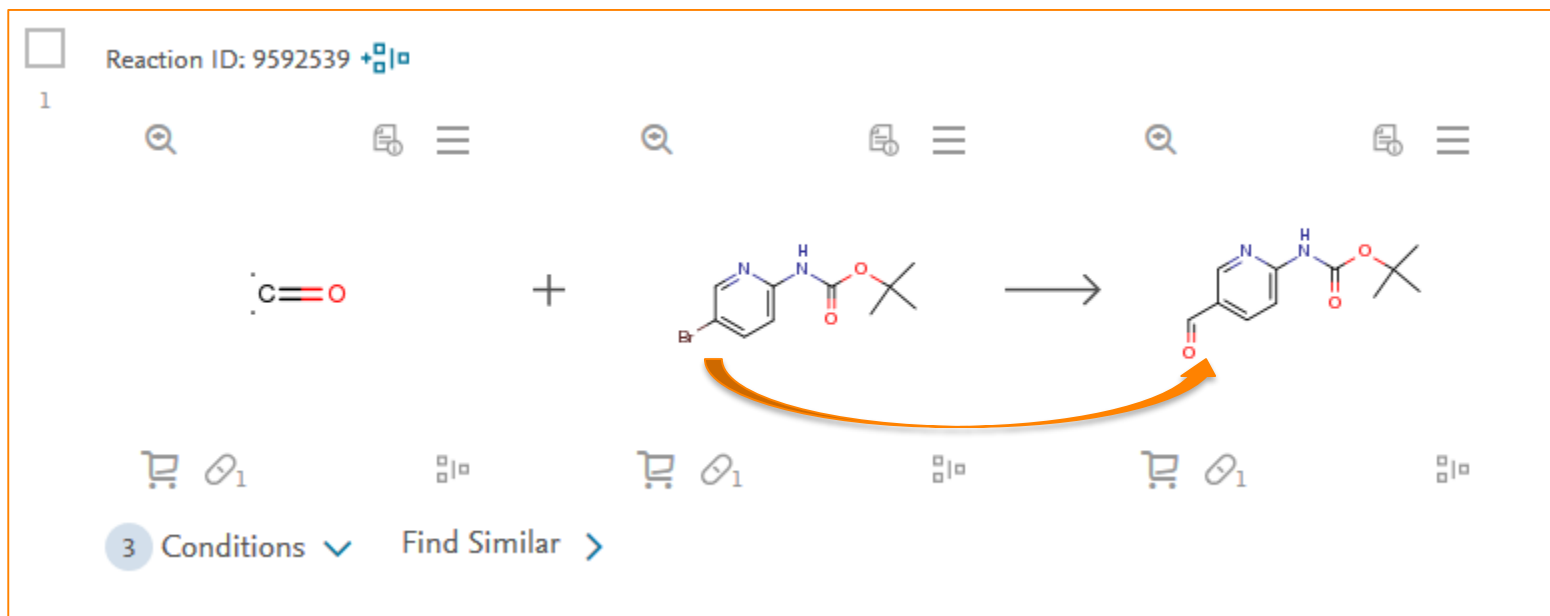 Reaction ID: 9592539
1
:C=O
+
N
H
N
O
O
Br
N
H
N
O
O
O
1
1
1
3 Conditions
Find Similar